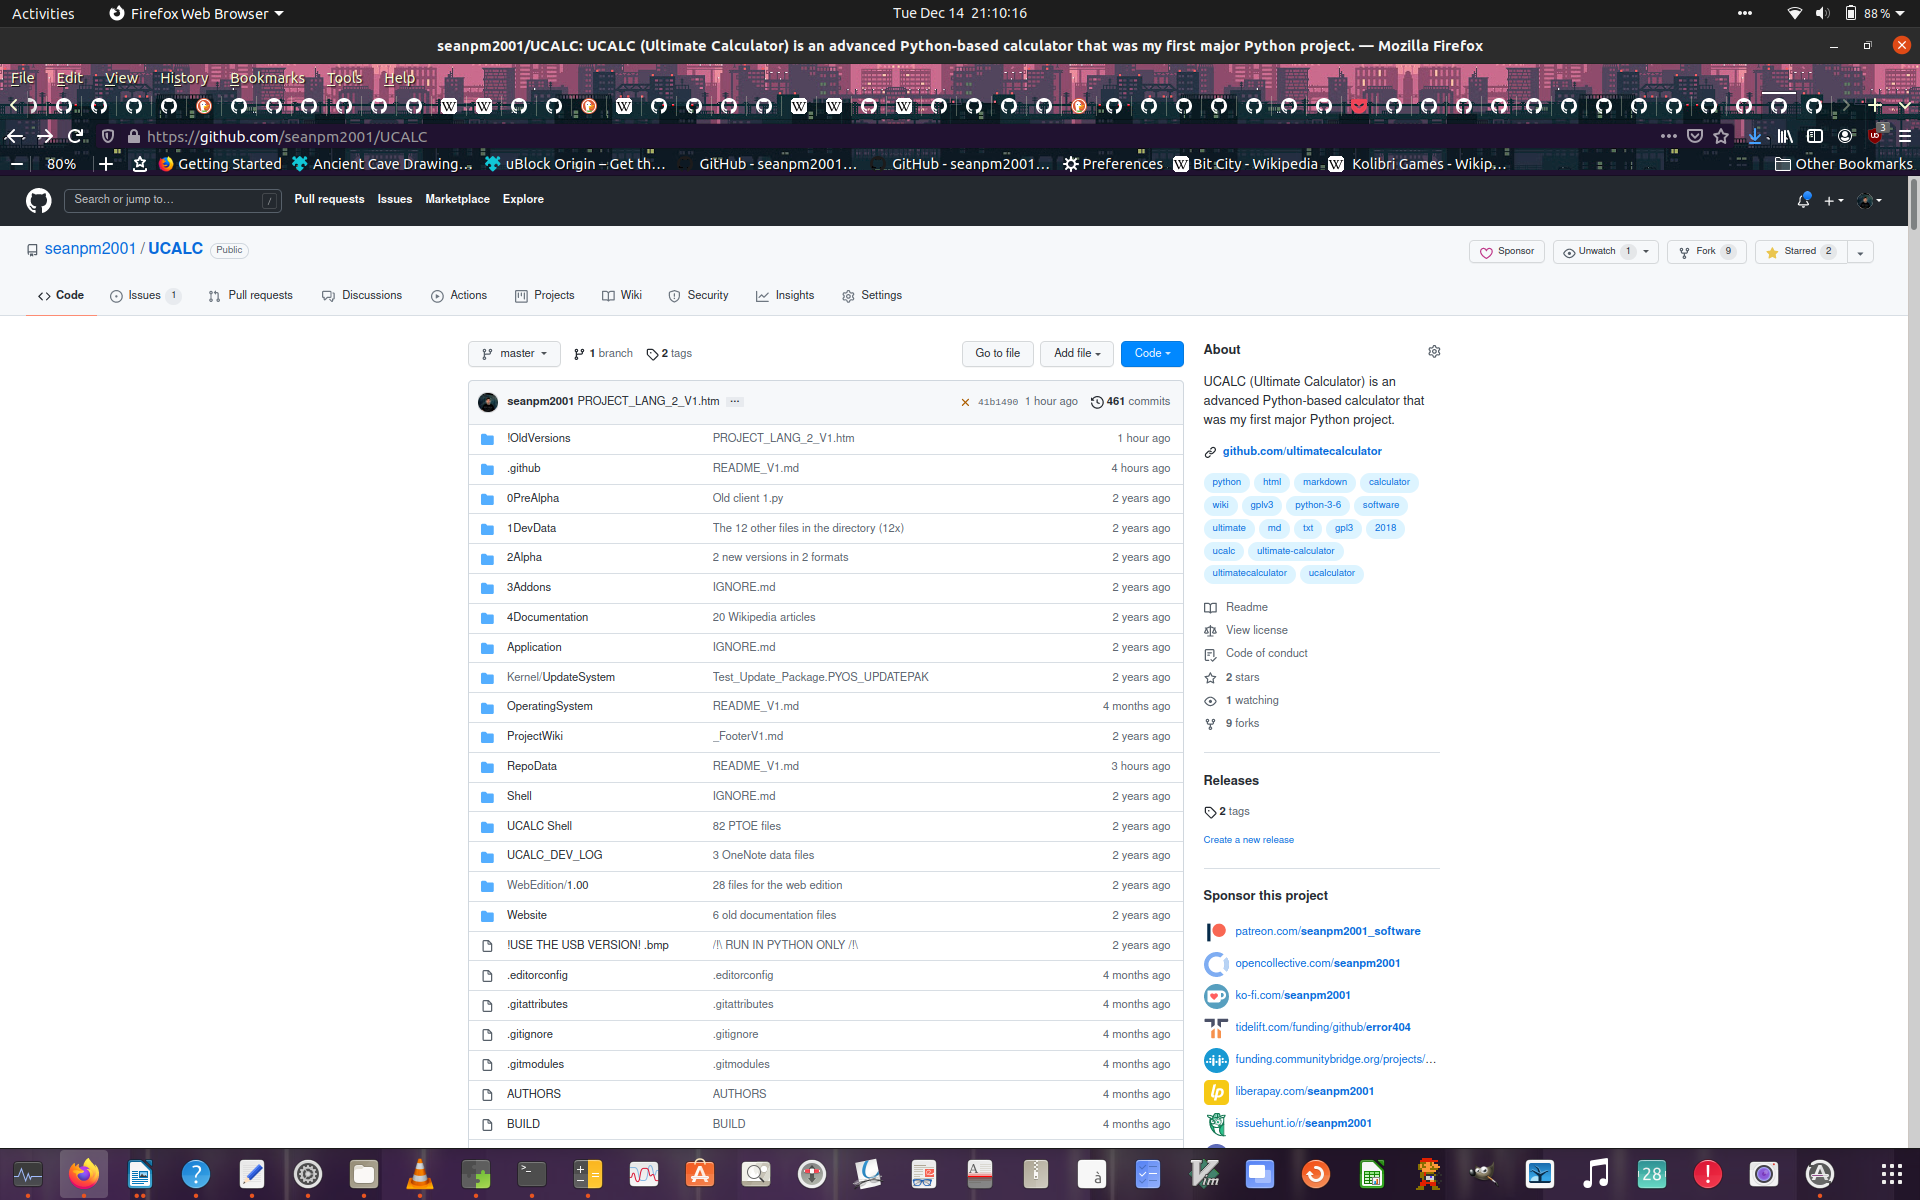 Activities Firefox Web Browser Tue Dec 14 21:10:16 88 %
seanpm2001/UCALC: UCALC (Ultimate Calculator) is an advanced Python-based calculator that was my first major Python project. — Mozilla Firefox
File Edit View History Bookmarks Tools Help
https://github.com/seanpm2001/UCALC 3
80% Getting Started Ancient Cave Drawing… uBlock Origin – Get th… GitHub - seanpm2001… GitHub - seanpm2001… Preferences Bit City - Wikipedia Kolibri Games - Wikip… Other Bookmarks
Search or jump to… / Pull requests Issues Marketplace Explore
seanpm2001 / UCALC Public Sponsor Unwatch 1 Fork 9 Starred 2
Code Issues 1 Pull requests Discussions Actions Projects Wiki Security Insights Settings
master 1 branch 2 tags Go to file Add file Code
seanpm2001 PROJECT_LANG_2_V1.htm ··· 41b1490 1 hour ago 461 commits
!OldVersions PROJECT_LANG_2_V1.htm 1 hour ago
.github README_V1.md 4 hours ago
0PreAlpha Old client 1.py 2 years ago
1DevData The 12 other files in the directory (12x) 2 years ago
2Alpha 2 new versions in 2 formats 2 years ago
3Addons IGNORE.md 2 years ago
4Documentation 20 Wikipedia articles 2 years ago
Application IGNORE.md 2 years ago
Kernel/UpdateSystem Test_Update_Package.PYOS_UPDATEPAK 2 years ago
OperatingSystem README_V1.md 4 months ago
ProjectWiki _FooterV1.md 2 years ago
RepoData README_V1.md 3 hours ago
Shell IGNORE.md 2 years ago
UCALC Shell 82 PTOE files 2 years ago
UCALC_DEV_LOG 3 OneNote data files 2 years ago
WebEdition/1.00 28 files for the web edition 2 years ago
Website 6 old documentation files 2 years ago
!USE THE USB VERSION! .bmp /!\ RUN IN PYTHON ONLY /!\ 2 years ago
.editorconfig .editorconfig 4 months ago
.gitattributes .gitattributes 4 months ago
.gitignore .gitignore 4 months ago
.gitmodules .gitmodules 4 months ago
AUTHORS AUTHORS 4 months ago
BUILD BUILD 4 months ago
About
UCALC (Ultimate Calculator) is an
advanced Python-based calculator that
was my first major Python project.
github.com/ultimatecalculator
python html markdown calculator
wiki gplv3 python-3-6 software
ultimate md txt gpl3 2018
ucalc ultimate-calculator
ultimatecalculator ucalculator
Readme
View license
Code of conduct
2 stars
1 watching
9 forks
Releases
2 tags
Create a new release
Sponsor this project
patreon.com/seanpm2001_software
opencollective.com/seanpm2001
ko-fi.com/seanpm2001
tidelift.com/funding/github/error404
funding.communitybridge.org/projects/…
liberapay.com/seanpm2001
issuehunt.io/r/seanpm2001
28